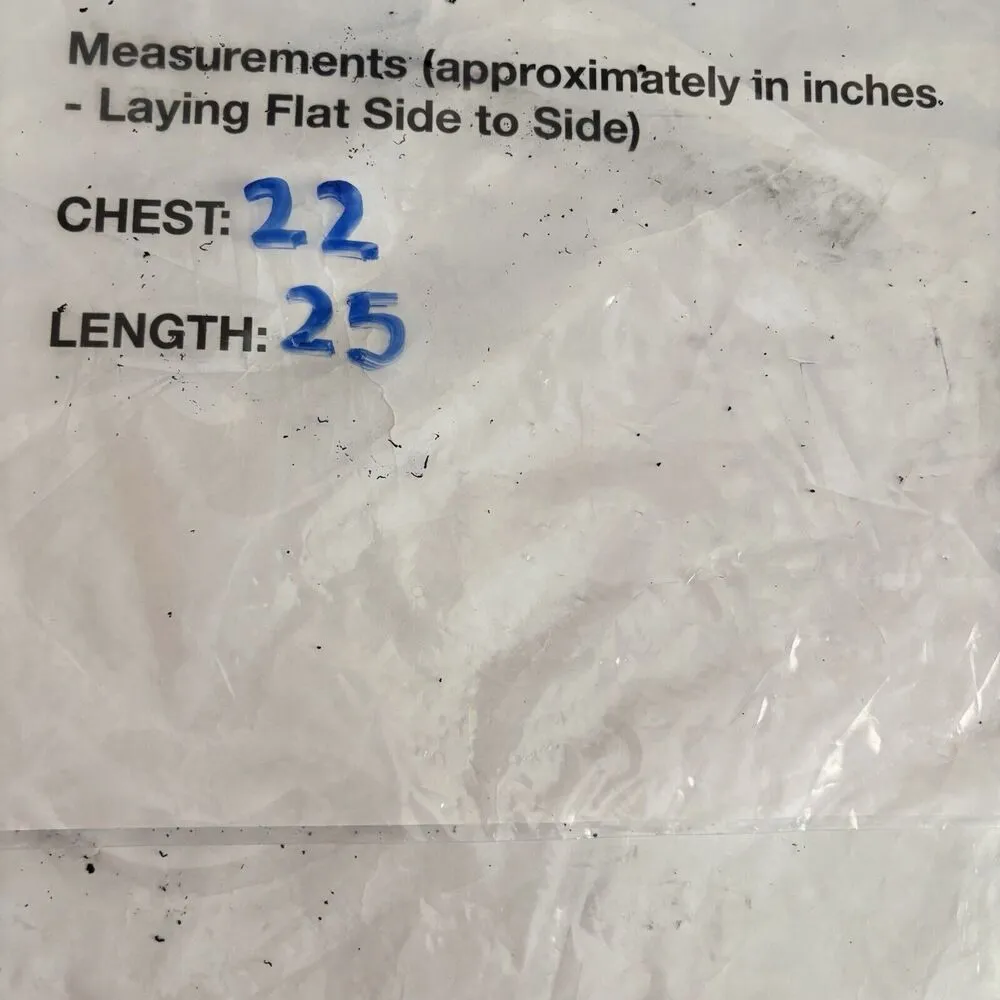 Measurements (approximately in inches.
- Laying Flat Side to Side)
CHEST: 22
LENGTH: 25